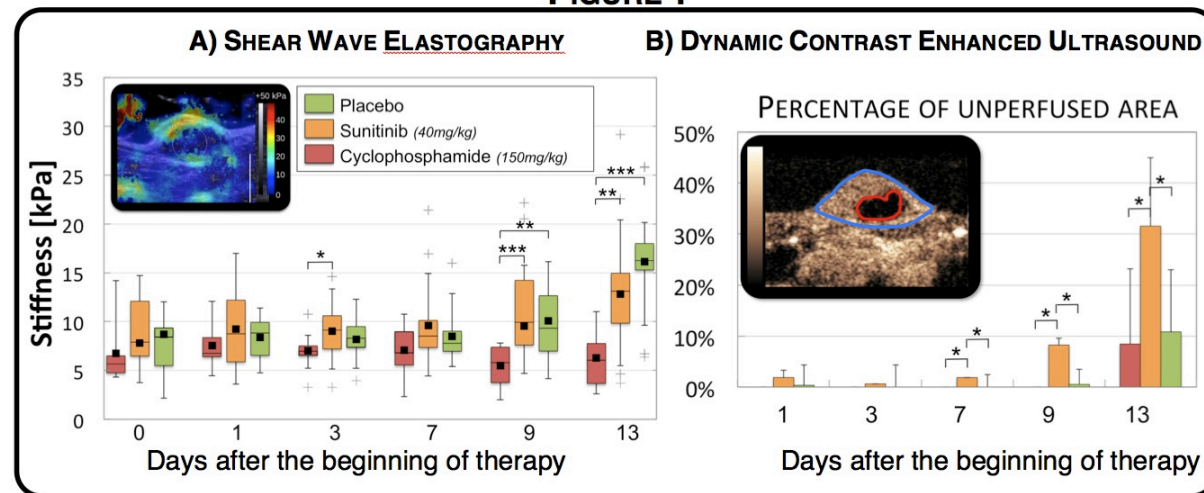 A) SHEAR WAVE ELASTOGRAPHY
35
30
25
20
15
10
5
0
Stiffness [kPa]
+50 kPa
40
30
20
10
0
Placebo
Sunitinib (40mg/kg)
Cyclophosphamide (150mg/kg)
*
***
**
***
**
0 1 3 7 9 13
Days after the beginning of therapy
B) DYNAMIC CONTRAST ENHANCED ULTRASOUND
PERCENTAGE OF UNPERFUSED AREA
50%
40%
30%
20%
10%
0%
*
*
*
*
*
*
1 3 7 9 13
Days after the beginning of therapy